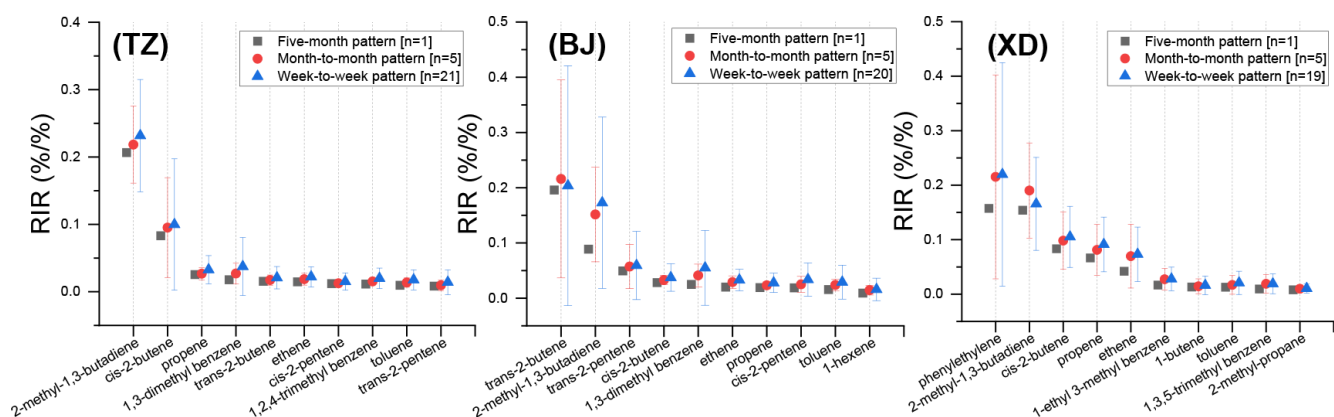 (TZ)
Five-month pattern [n=1]
Month-to-month pattern [n=5]
Week-to-week pattern [n=21]
RIR (%/%)
0.4
0.3
0.2
0.1
0.0
2-methyl-1,3-butadiene
cis-2-butene
propene
1,3-dimethyl benzene
trans-2-butene
ethene
cis-2-pentene
1,2,4-trimethyl benzene
toluene
trans-2-pentene
(BJ)
Five-month pattern [n=1]
Month-to-month pattern [n=5]
Week-to-week pattern [n=20]
RIR (%/%)
0.5
0.4
0.3
0.2
0.1
0.0
trans-2-butene
2-methyl-1,3-butadiene
trans-2-pentene
cis-2-butene
1,3-dimethyl benzene
ethene
propene
cis-2-pentene
toluene
1-hexene
(XD)
Five-month pattern [n=1]
Month-to-month pattern [n=5]
Week-to-week pattern [n=19]
RIR (%/%)
0.5
0.4
0.3
0.2
0.1
0.0
phenylethylene
2-methyl-1,3-butadiene
cis-2-butene
propene
ethene
1-ethyl 3-methyl benzene
1-butene
toluene
1,3,5-trimethyl benzene
2-methyl-propane